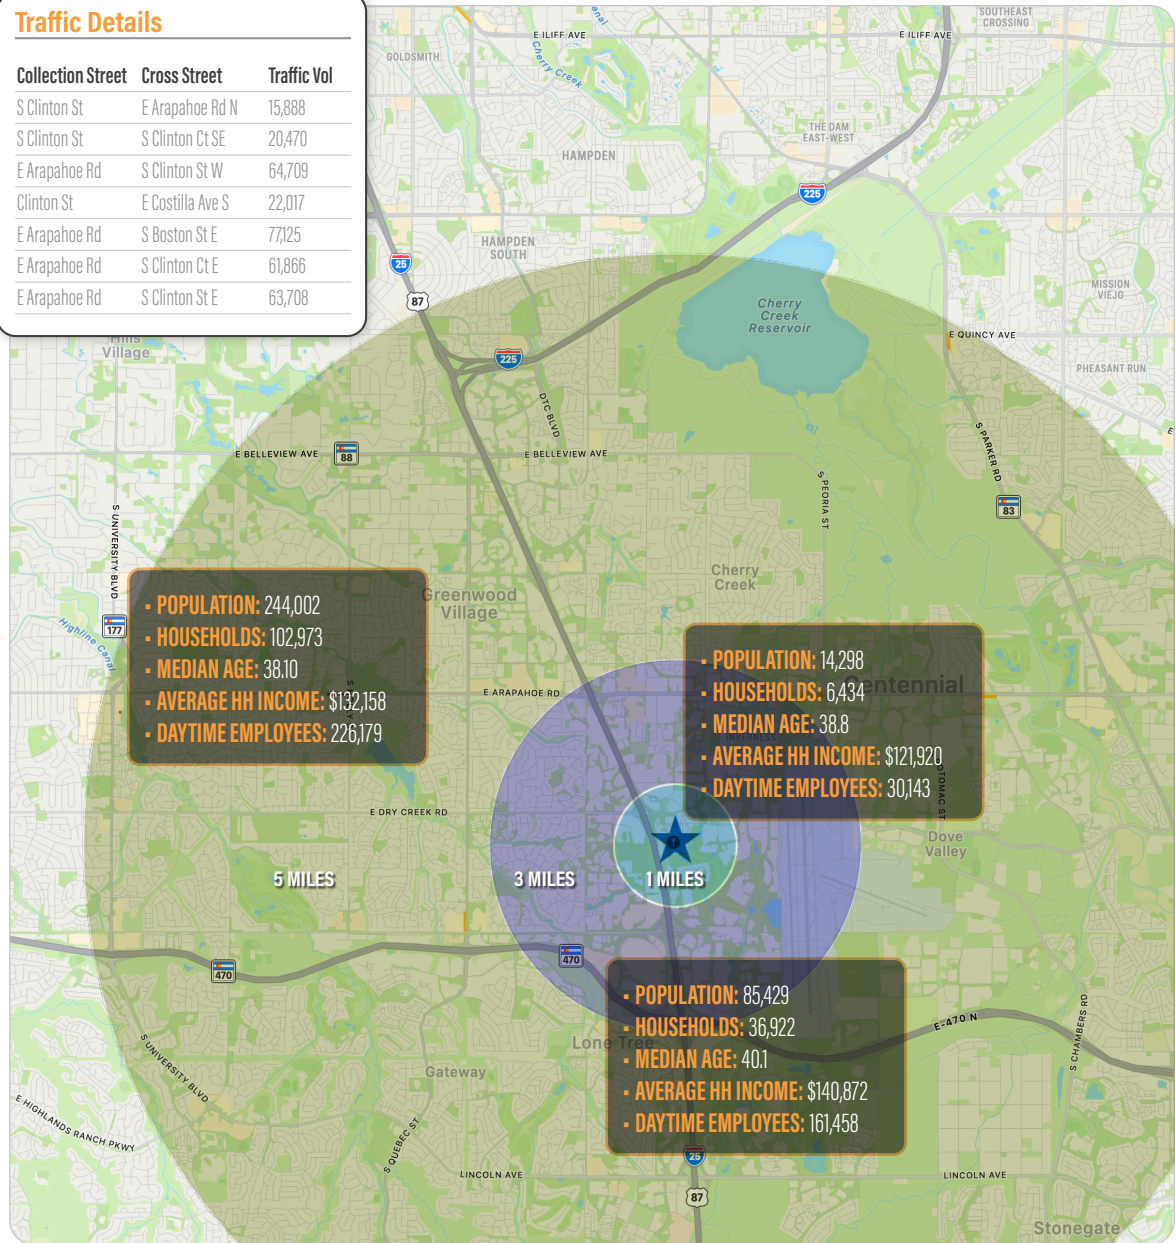 Traffic Details
Collection Street Cross Street Traffic Vol
S Clinton St E Arapahoe Rd N 15,888
S Clinton St S Clinton Ct SE 20,470
E Arapahoe Rd S Clinton St W 64,709
Clinton St E Costilla Ave S 22,017
E Arapahoe Rd S Boston St E 77,125
E Arapahoe Rd S Clinton Ct E 61,866
E Arapahoe Rd S Clinton St E 63,708
SOUTHEAST
CROSSING
E ILIFF AVE
E ILIFF AVE
GOLDSMITH
Cherry
Creek
THE DAM
EAST-WEST
HAMPDEN
225
HAMPDEN
SOUTH
25
87
MISSION
VIEJO
Cherry
Creek
Reservoir
Hills
Village
E QUINCY AVE
225
PHEASANT RUN
DTC BLVD
E BELLEVIEW AVE
88
E BELLEVIEW AVE
S PARKER RD
S PEORIA ST
83
S UNIVERSITY BLVD
Cherry
Creek
Greenwood
Village
177
Highline Canal
• POPULATION: 244,002
• HOUSEHOLDS: 102,973
• MEDIAN AGE: 38.10
• AVERAGE HH INCOME: $132,158
• DAYTIME EMPLOYEES: 226,179
Centennial
• POPULATION: 14,298
• HOUSEHOLDS: 6,434
• MEDIAN AGE: 38.8
• AVERAGE HH INCOME: $121,920
• DAYTIME EMPLOYEES: 30,143
E ARAPAHOE RD
E DRY CREEK RD
Dove
Valley
5 MILES
3 MILES
1 MILES
470
470
• POPULATION: 85,429
• HOUSEHOLDS: 36,922
• MEDIAN AGE: 40.1
• AVERAGE HH INCOME: $140,872
• DAYTIME EMPLOYEES: 161,458
E-470 N
S CHAMBERS RD
Lone Tree
Gateway
S UNIVERSITY BLVD
E HIGHLANDS RANCH PKWY
S QUEBEC ST
25
LINCOLN AVE
LINCOLN AVE
87
Stonegate